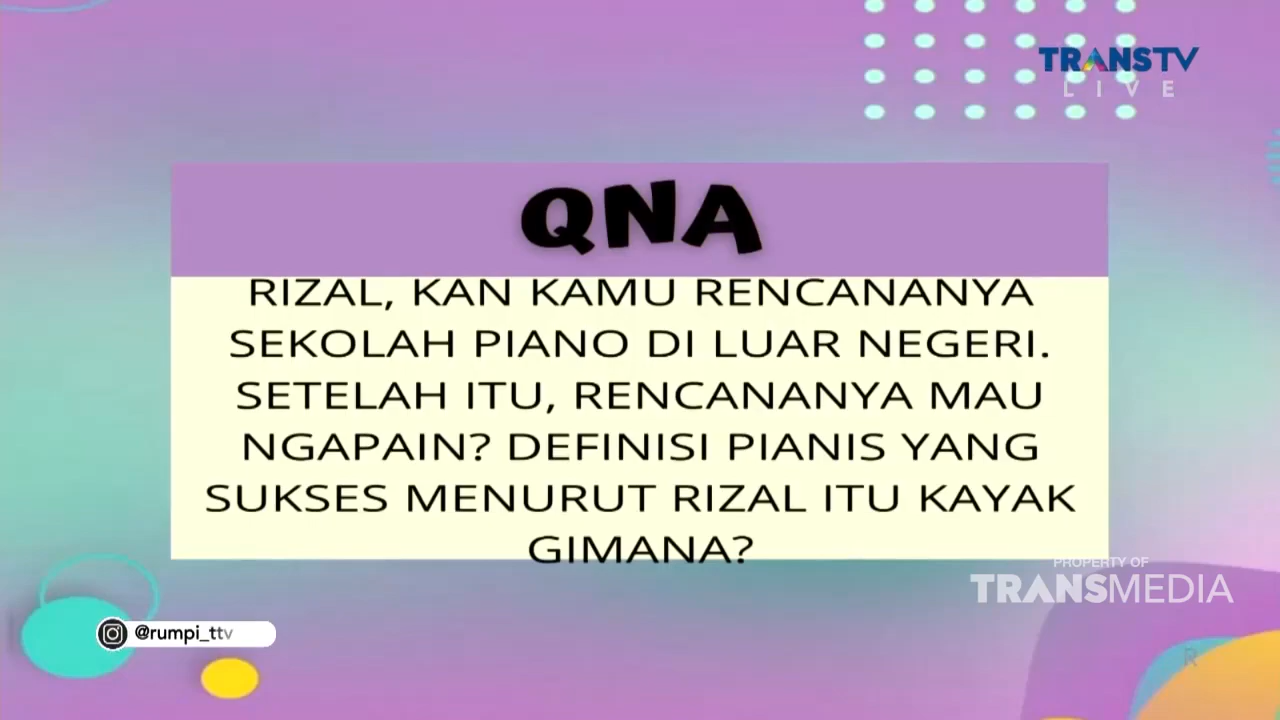 TRANSTV
LIVE
QNA
RIZAL, KAN KAMU RENCANANYA
SEKOLAH PIANO DI LUAR NEGERI.
SETELAH ITU, RENCANANYA MAU
NGAPAIN? DEFINISI PIANIS YANG
SUKSES MENURUT RIZAL ITU KAYAK
GIMANA?
PROPERTY OF
TRANSMEDIA
@rumpi_ttv
R